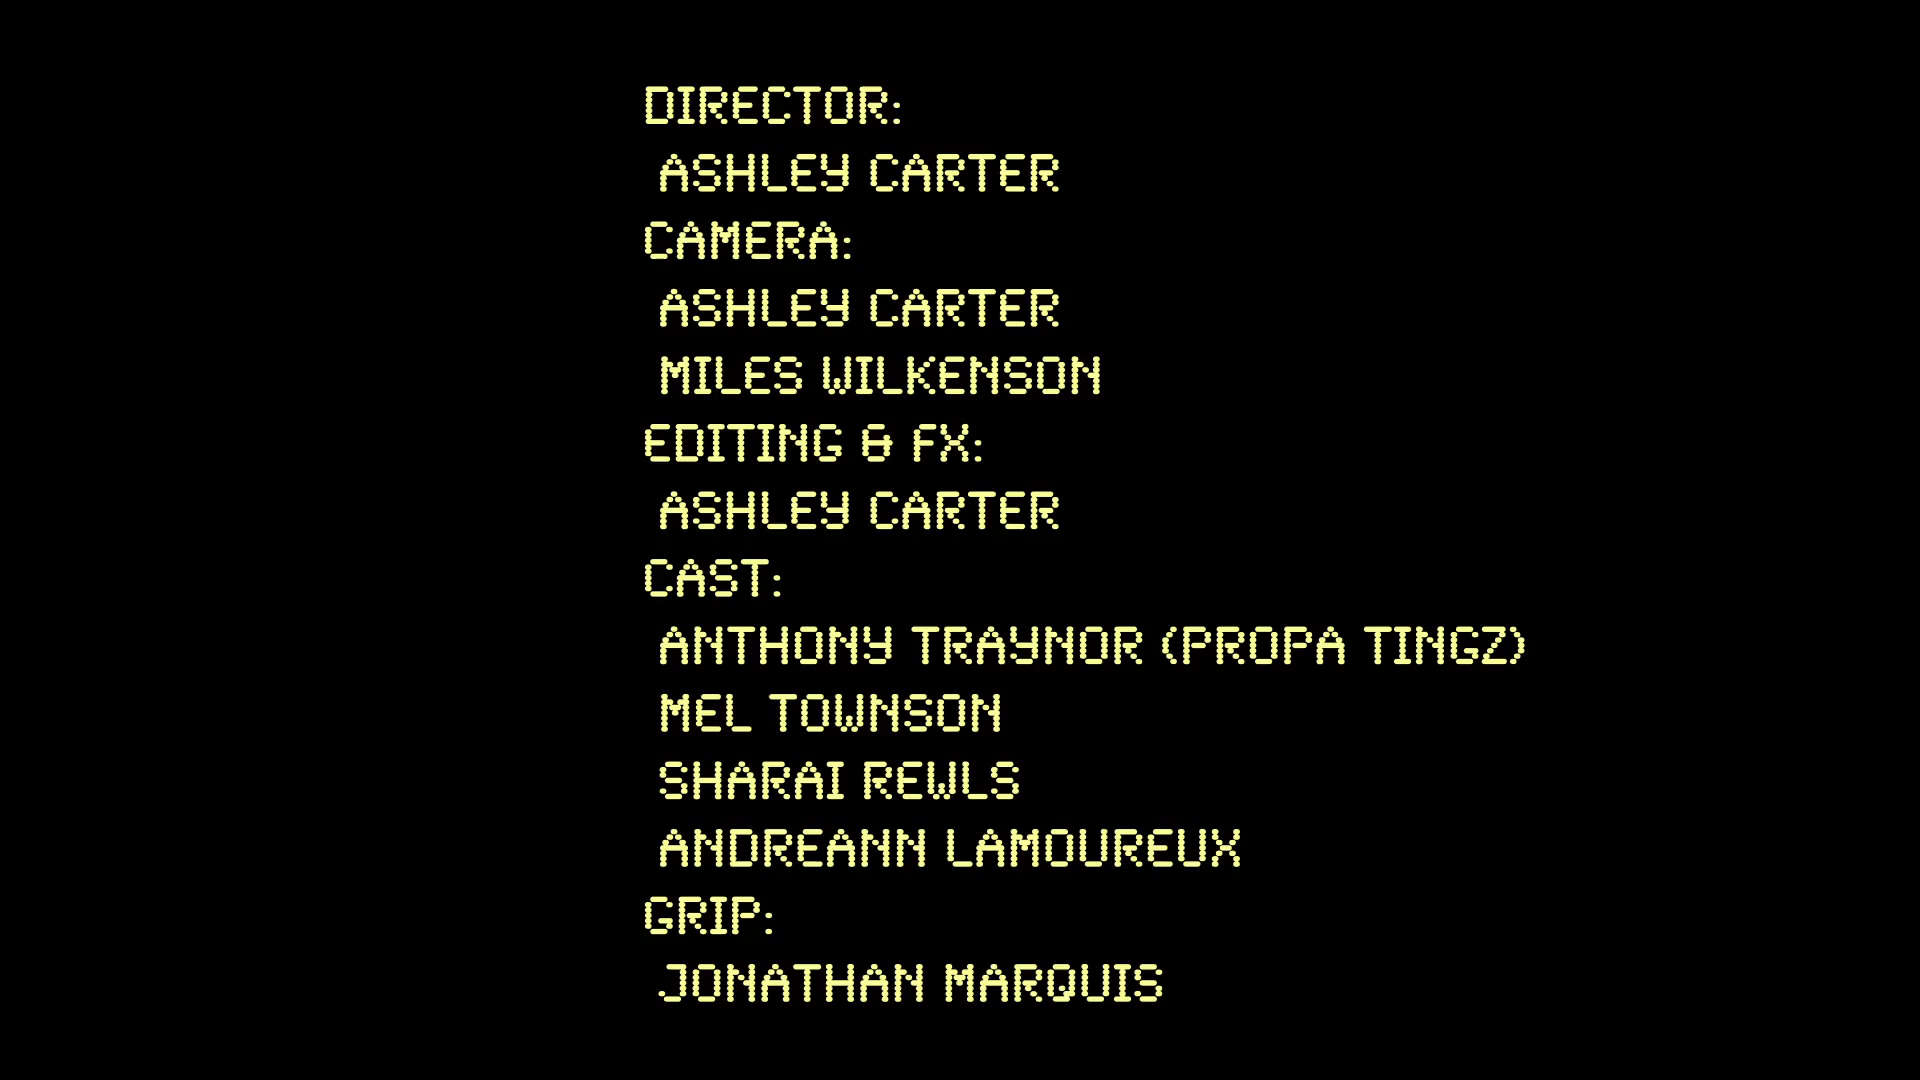 DIRECTOR:
ASHLEY CARTER
CAMERA:
ASHLEY CARTER
MILES WILKENSON
EDITING & FX:
ASHLEY CARTER
CAST:
ANTHONY TRAYNOR (PROPA TINGZ)
MEL TOWNSON
SHARAI REWLS
ANDREANN LAMOUREUX
GRIP:
JONATHAN MARQUIS